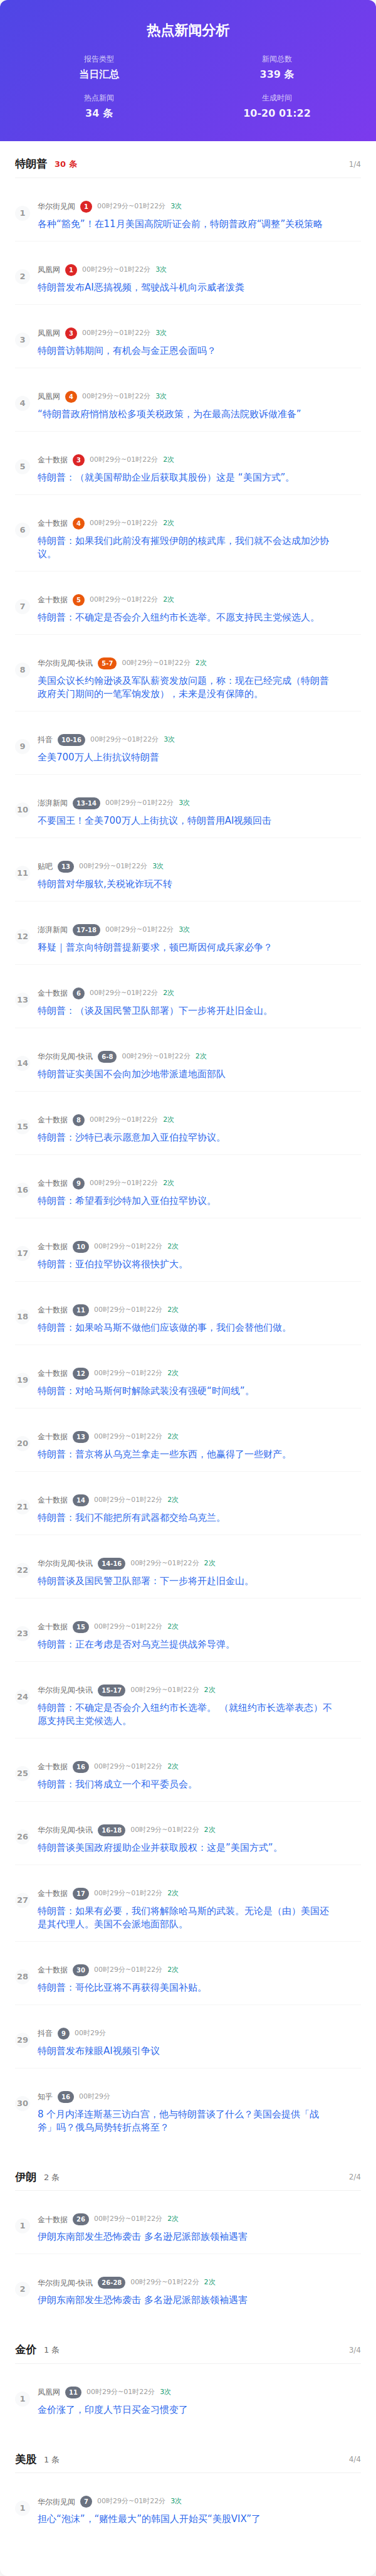 热点新闻分析
报告类型 新闻总数
当日汇总 339 条
热点新闻 生成时间
34 条 10-20 01:22
特朗普 30 条 1/4
华尔街见闻 1 00时29分~01时22分 3次
1
各种“豁免”！在11月美国高院听证会前，特朗普政府“调整”关税策略
凤凰网 1 00时29分~01时22分 3次
2
特朗普发布AI恶搞视频，驾驶战斗机向示威者泼粪
凤凰网 3 00时29分~01时22分 3次
3
特朗普访韩期间，有机会与金正恩会面吗？
凤凰网 4 00时29分~01时22分 3次
4
“特朗普政府悄悄放松多项关税政策，为在最高法院败诉做准备”
金十数据 3 00时29分~01时22分 2次
5
特朗普：（就美国帮助企业后获取其股份）这是 “美国方式”。
金十数据 4 00时29分~01时22分 2次
6
特朗普：如果我们此前没有摧毁伊朗的核武库，我们就不会达成加沙协
议。
金十数据 5 00时29分~01时22分 2次
7
特朗普：不确定是否会介入纽约市长选举。不愿支持民主党候选人。
华尔街见闻-快讯 5-7 00时29分~01时22分 2次
8
美国众议长约翰逊谈及军队薪资发放问题，称：现在已经完成（特朗普
政府关门期间的一笔军饷发放），未来是没有保障的。
抖音 10-16 00时29分~01时22分 3次
9
全美700万人上街抗议特朗普
澎湃新闻 13-14 00时29分~01时22分 3次
10
不要国王！全美700万人上街抗议，特朗普用AI视频回击
贴吧 13 00时29分~01时22分 3次
11
特朗普对华服软,关税讹诈玩不转
澎湃新闻 17-18 00时29分~01时22分 3次
12
释疑｜普京向特朗普提新要求，顿巴斯因何成兵家必争？
金十数据 6 00时29分~01时22分 2次
13
特朗普：（谈及国民警卫队部署）下一步将开赴旧金山。
华尔街见闻-快讯 6-8 00时29分~01时22分 2次
14
特朗普证实美国不会向加沙地带派遣地面部队
金十数据 8 00时29分~01时22分 2次
15
特朗普：沙特已表示愿意加入亚伯拉罕协议。
金十数据 9 00时29分~01时22分 2次
16
特朗普：希望看到沙特加入亚伯拉罕协议。
金十数据 10 00时29分~01时22分 2次
17
特朗普：亚伯拉罕协议将很快扩大。
金十数据 11 00时29分~01时22分 2次
18
特朗普：如果哈马斯不做他们应该做的事，我们会替他们做。
金十数据 12 00时29分~01时22分 2次
19
特朗普：对哈马斯何时解除武装没有强硬“时间线”。
金十数据 13 00时29分~01时22分 2次
20
特朗普：普京将从乌克兰拿走一些东西，他赢得了一些财产。
金十数据 14 00时29分~01时22分 2次
21
特朗普：我们不能把所有武器都交给乌克兰。
华尔街见闻-快讯 14-16 00时29分~01时22分 2次
22
特朗普谈及国民警卫队部署：下一步将开赴旧金山。
金十数据 15 00时29分~01时22分 2次
23
特朗普：正在考虑是否对乌克兰提供战斧导弹。
华尔街见闻-快讯 15-17 00时29分~01时22分 2次
24
特朗普：不确定是否会介入纽约市长选举。 （就纽约市长选举表态）不
愿支持民主党候选人。
金十数据 16 00时29分~01时22分 2次
25
特朗普：我们将成立一个和平委员会。
华尔街见闻-快讯 16-18 00时29分~01时22分 2次
26
特朗普谈美国政府援助企业并获取股权：这是“美国方式”。
金十数据 17 00时29分~01时22分 2次
27
特朗普：如果有必要，我们将解除哈马斯的武装。无论是（由）美国还
是其代理人。美国不会派地面部队。
金十数据 30 00时29分~01时22分 2次
28
特朗普：哥伦比亚将不再获得美国补贴。
抖音 9 00时29分
29
特朗普发布辣眼AI视频引争议
知乎 16 00时29分
30
8 个月内泽连斯基三访白宫，他与特朗普谈了什么？美国会提供「战
斧」吗？俄乌局势转折点将至？
伊朗 2 条 2/4
金十数据 26 00时29分~01时22分 2次
1
伊朗东南部发生恐怖袭击 多名逊尼派部族领袖遇害
华尔街见闻-快讯 26-28 00时29分~01时22分 2次
2
伊朗东南部发生恐怖袭击 多名逊尼派部族领袖遇害
金价 1 条 3/4
凤凰网 11 00时29分~01时22分 3次
1
金价涨了，印度人节日买金习惯变了
美股 1 条 4/4
华尔街见闻 7 00时29分~01时22分 3次
1
担心“泡沫”，“赌性最大”的韩国人开始买“美股VIX”了